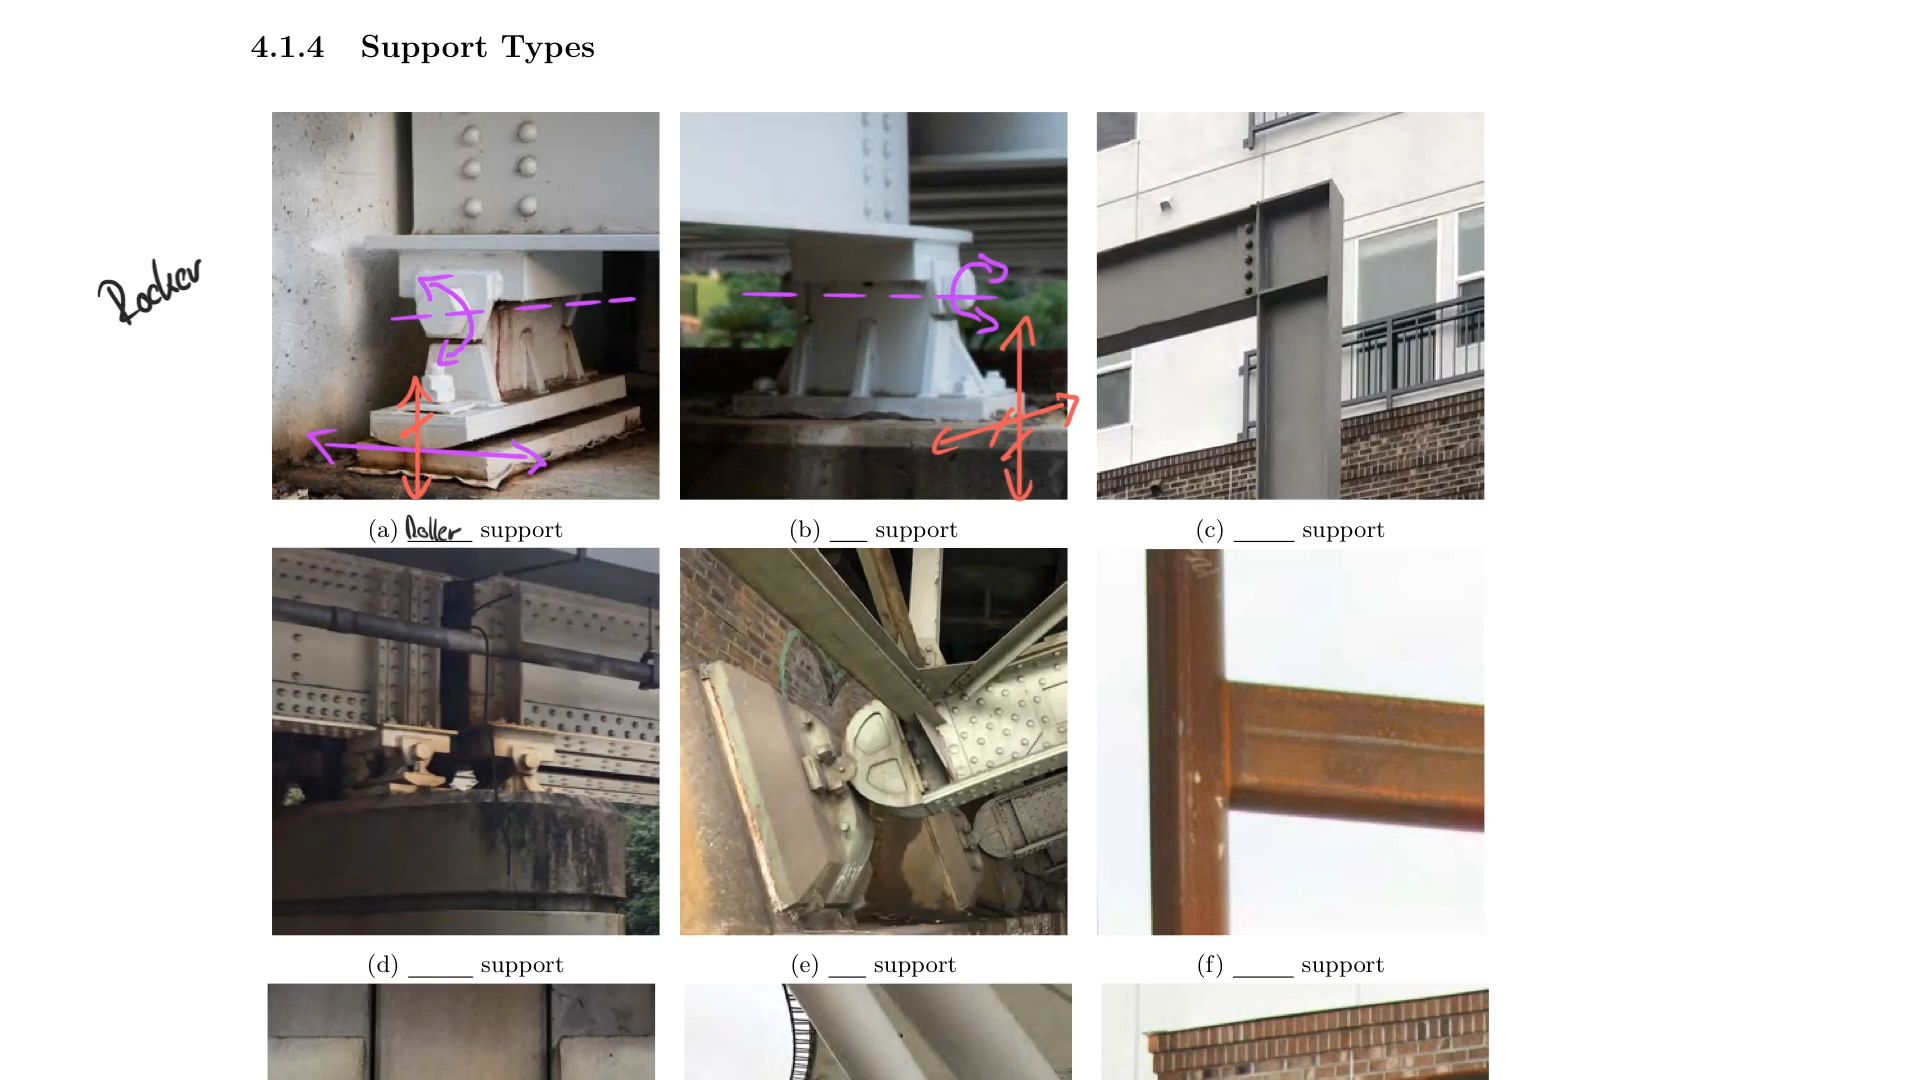 4.1.4 Support Types
Rocker
(a) Roller support
(b) ___ support
(c) _____ support
(d) _____ support
(e) ___ support
(f) _____ support